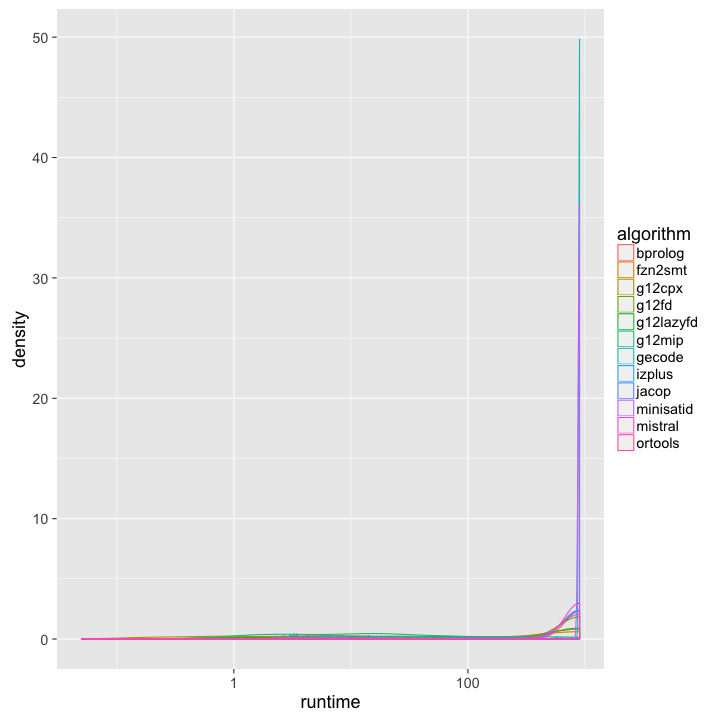 50
40
30
20
10
0
density
1
100
runtime
algorithm
bprolog
fzn2smt
g12cpx
g12fd
g12lazyfd
g12mip
gecode
izplus
jacop
minisatid
mistral
ortools